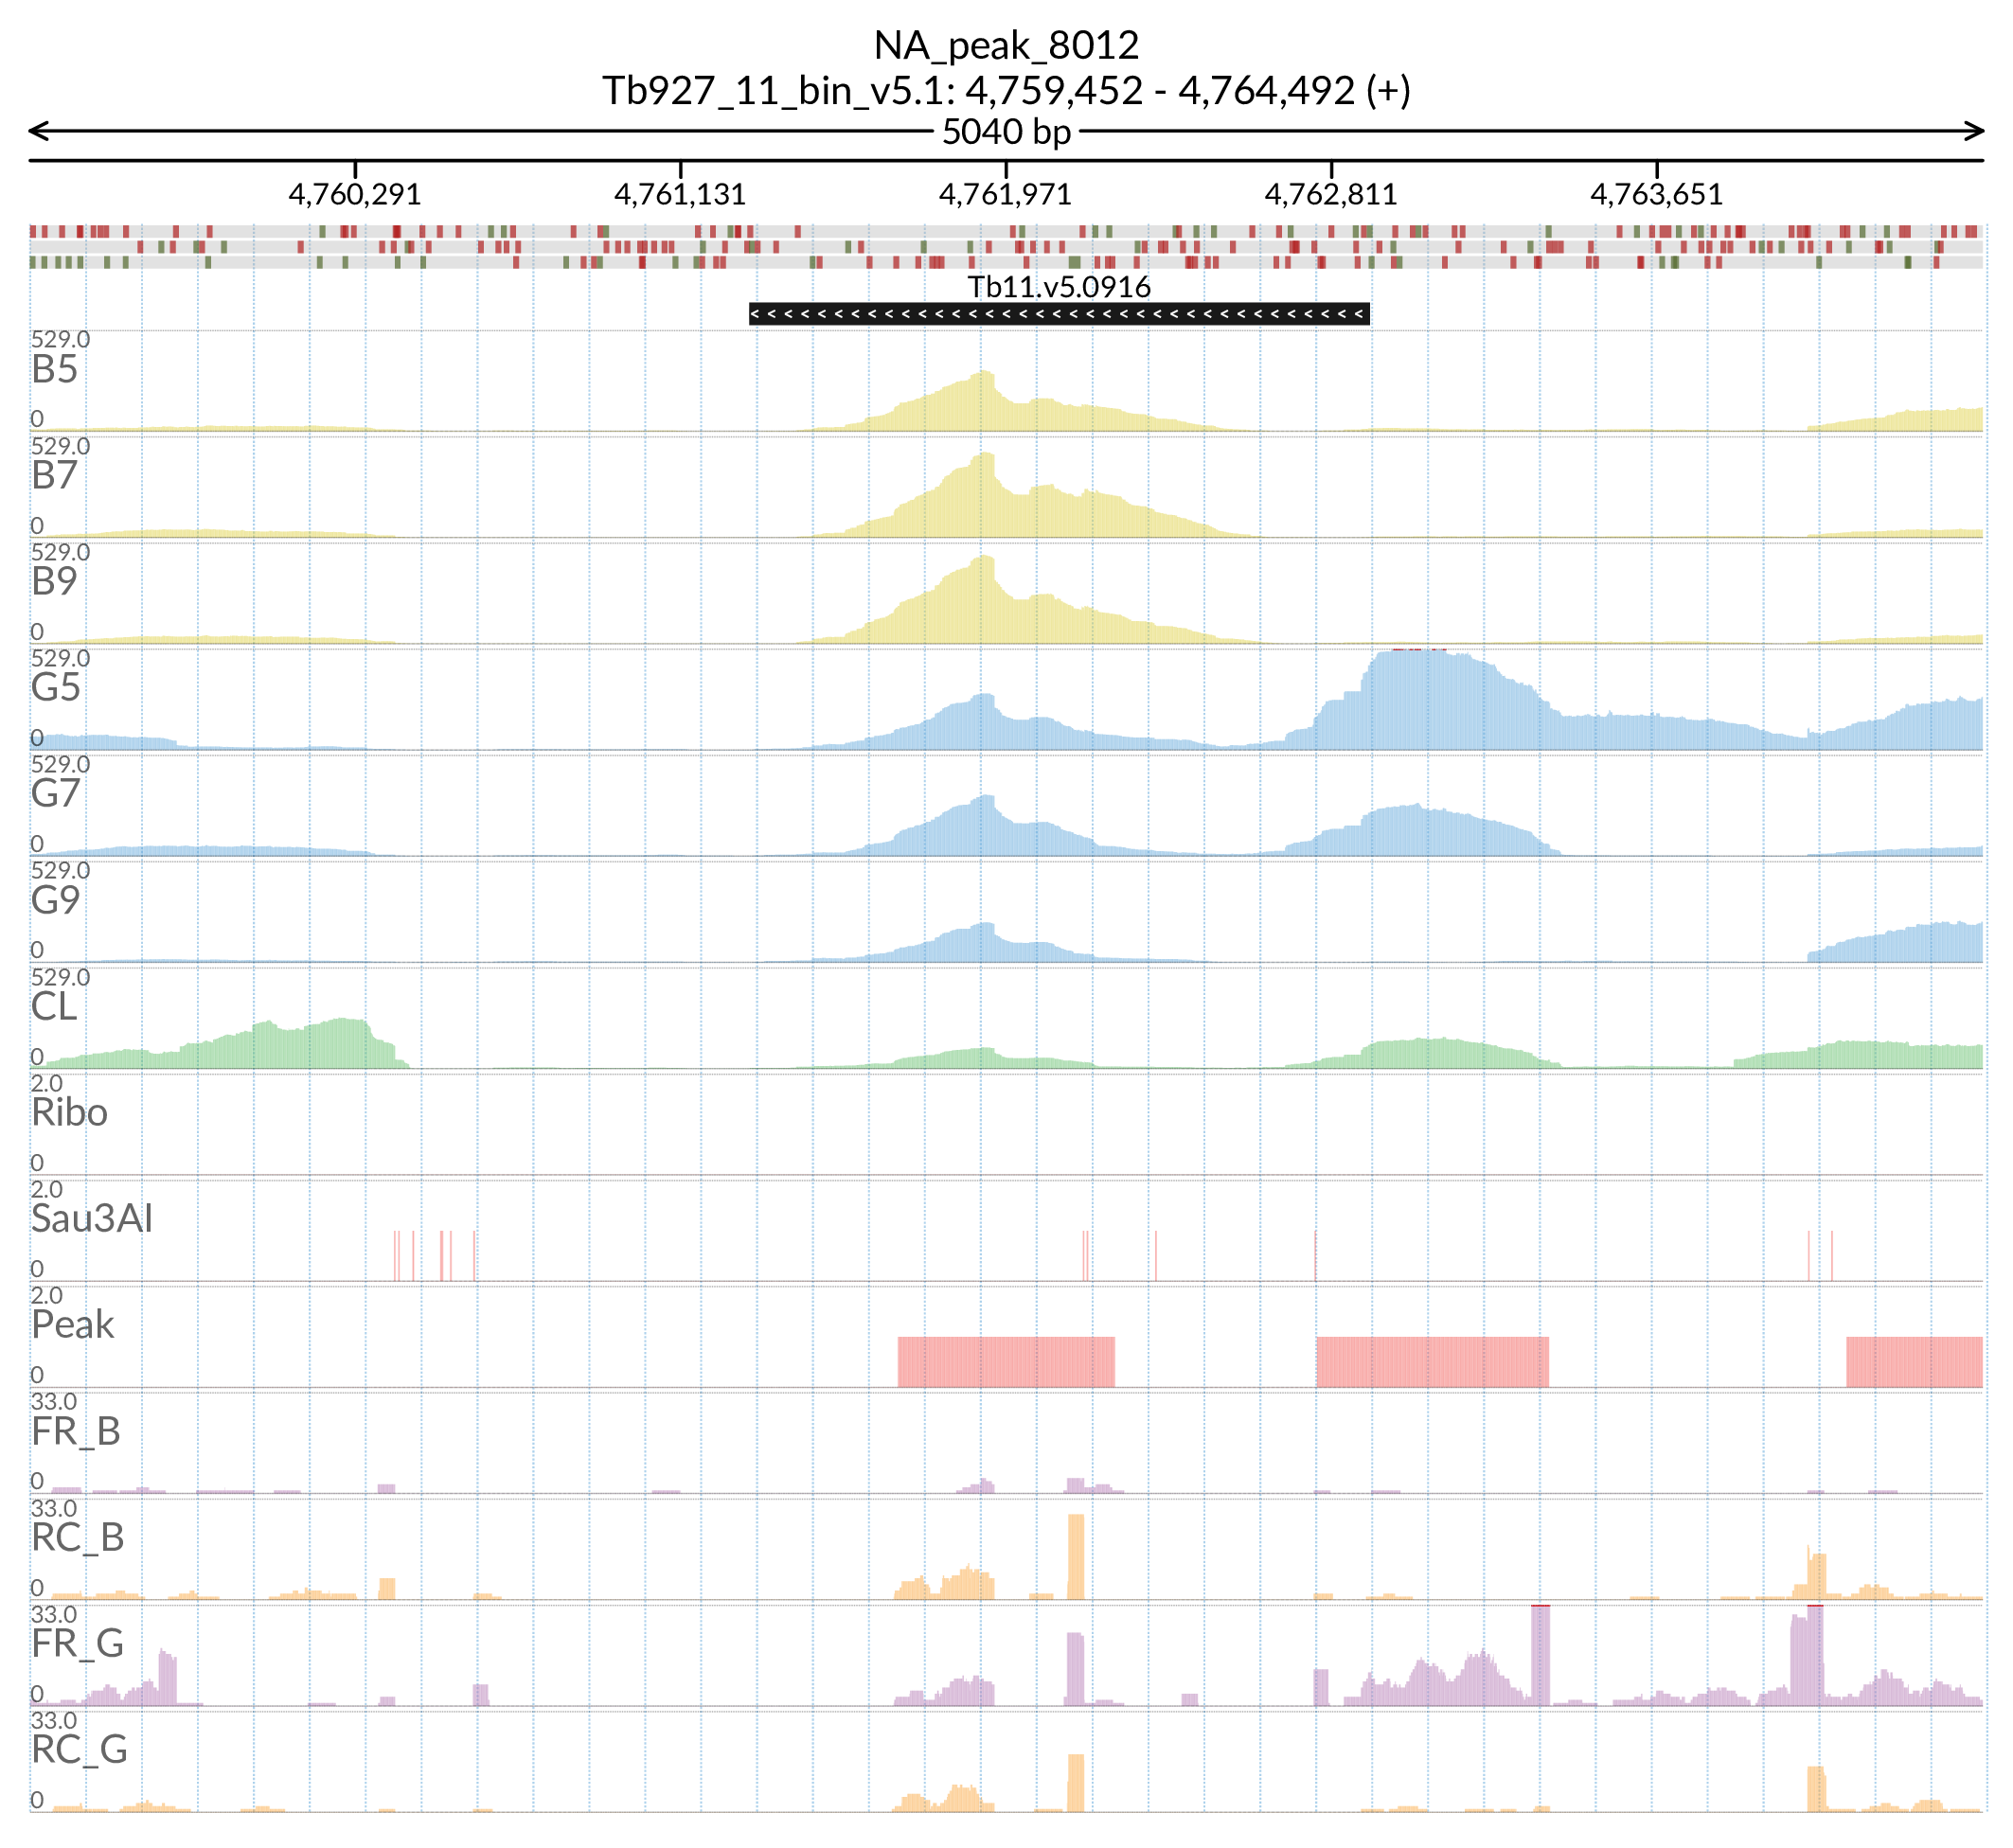 NA_peak_8012
Tb927_11_bin_v5.1: 4,759,452 - 4,764,492 (+)
5040 bp
4,760,291 4,761,131 4,761,971 4,762,811 4,763,651
Tb11.v5.0916
529.0
B5
0
529.0
B7
0
529.0
B9
0
529.0
G5
0
529.0
G7
0
529.0
G9
0
529.0
CL
0
2.0
Ribo
0
2.0
Sau3AI
0
2.0
Peak
0
33.0
FR_B
0
33.0
RC_B
0
33.0
FR_G
0
33.0
RC_G
0